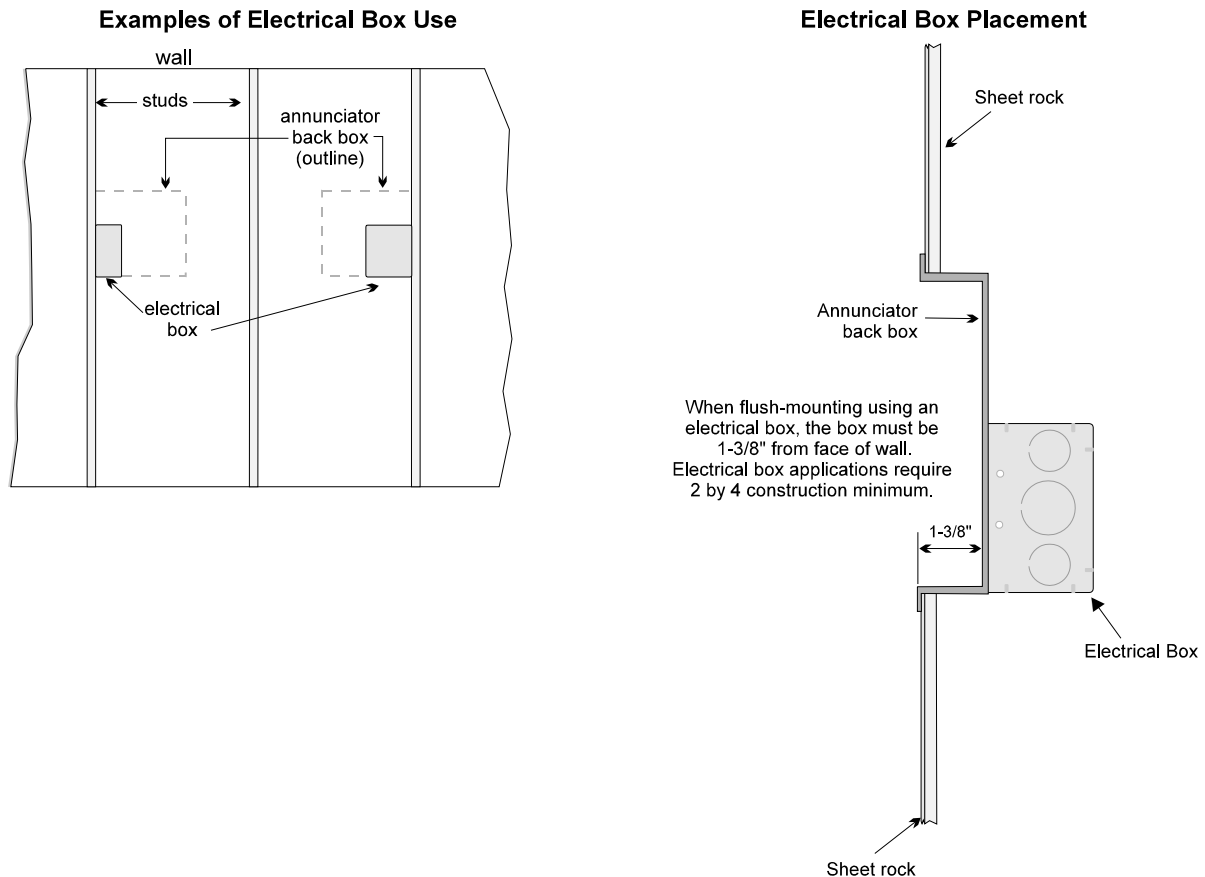 Examples of Electrical Box Use
wall
studs
annunciator
back box
(outline)
electrical
box
Electrical Box Placement
Sheet rock
Annunciator
back box
When flush-mounting using an
electrical box, the box must be
1-3/8" from face of wall.
Electrical box applications require
2 by 4 construction minimum.
1-3/8"
Electrical Box
Sheet rock